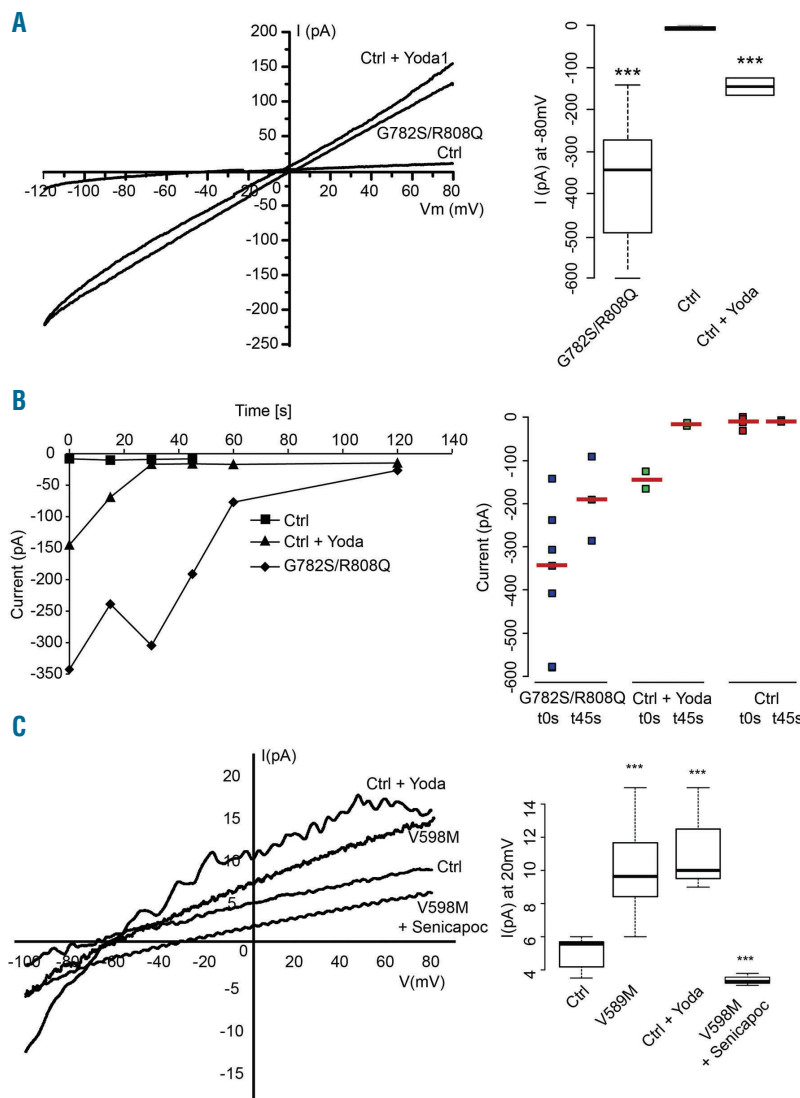 A
I (pA)
200
150
100
50
-50
-100
-150
-200
-250
-120 -100 -80 -60 -40 -20 0 20 40 60 80
Vm (mV)
Ctrl + Yoda1
G782S/R808Q
Ctrl
I (pA) at -80mV
0
-100
-200
-300
-400
-500
-600
***
***
G782S/R808Q
Ctrl
Ctrl + Yoda
B
Time [s]
0 20 40 60 80 100 120 140
Current (pA)
0
-50
-100
-150
-200
-250
-300
-350
Ctrl
Ctrl + Yoda
G782S/R808Q
Current (pA)
0
-100
-200
-300
-400
-500
-600
G782S/R808Q Ctrl + Yoda Ctrl
t0s t45s t0s t45s t0s t45s
C
I(pA)
20
15
10
5
0
-5
-10
-15
-100 -80 -60 -40 -20 20 40 60 80
V(mV)
Ctrl + Yoda
V598M
Ctrl
V598M
+ Senicapoc
I(pA) at 20mV
14
12
10
8
6
4
***
***
***
Ctrl
V589M
Ctrl + Yoda
V598M
+ Senicapoc